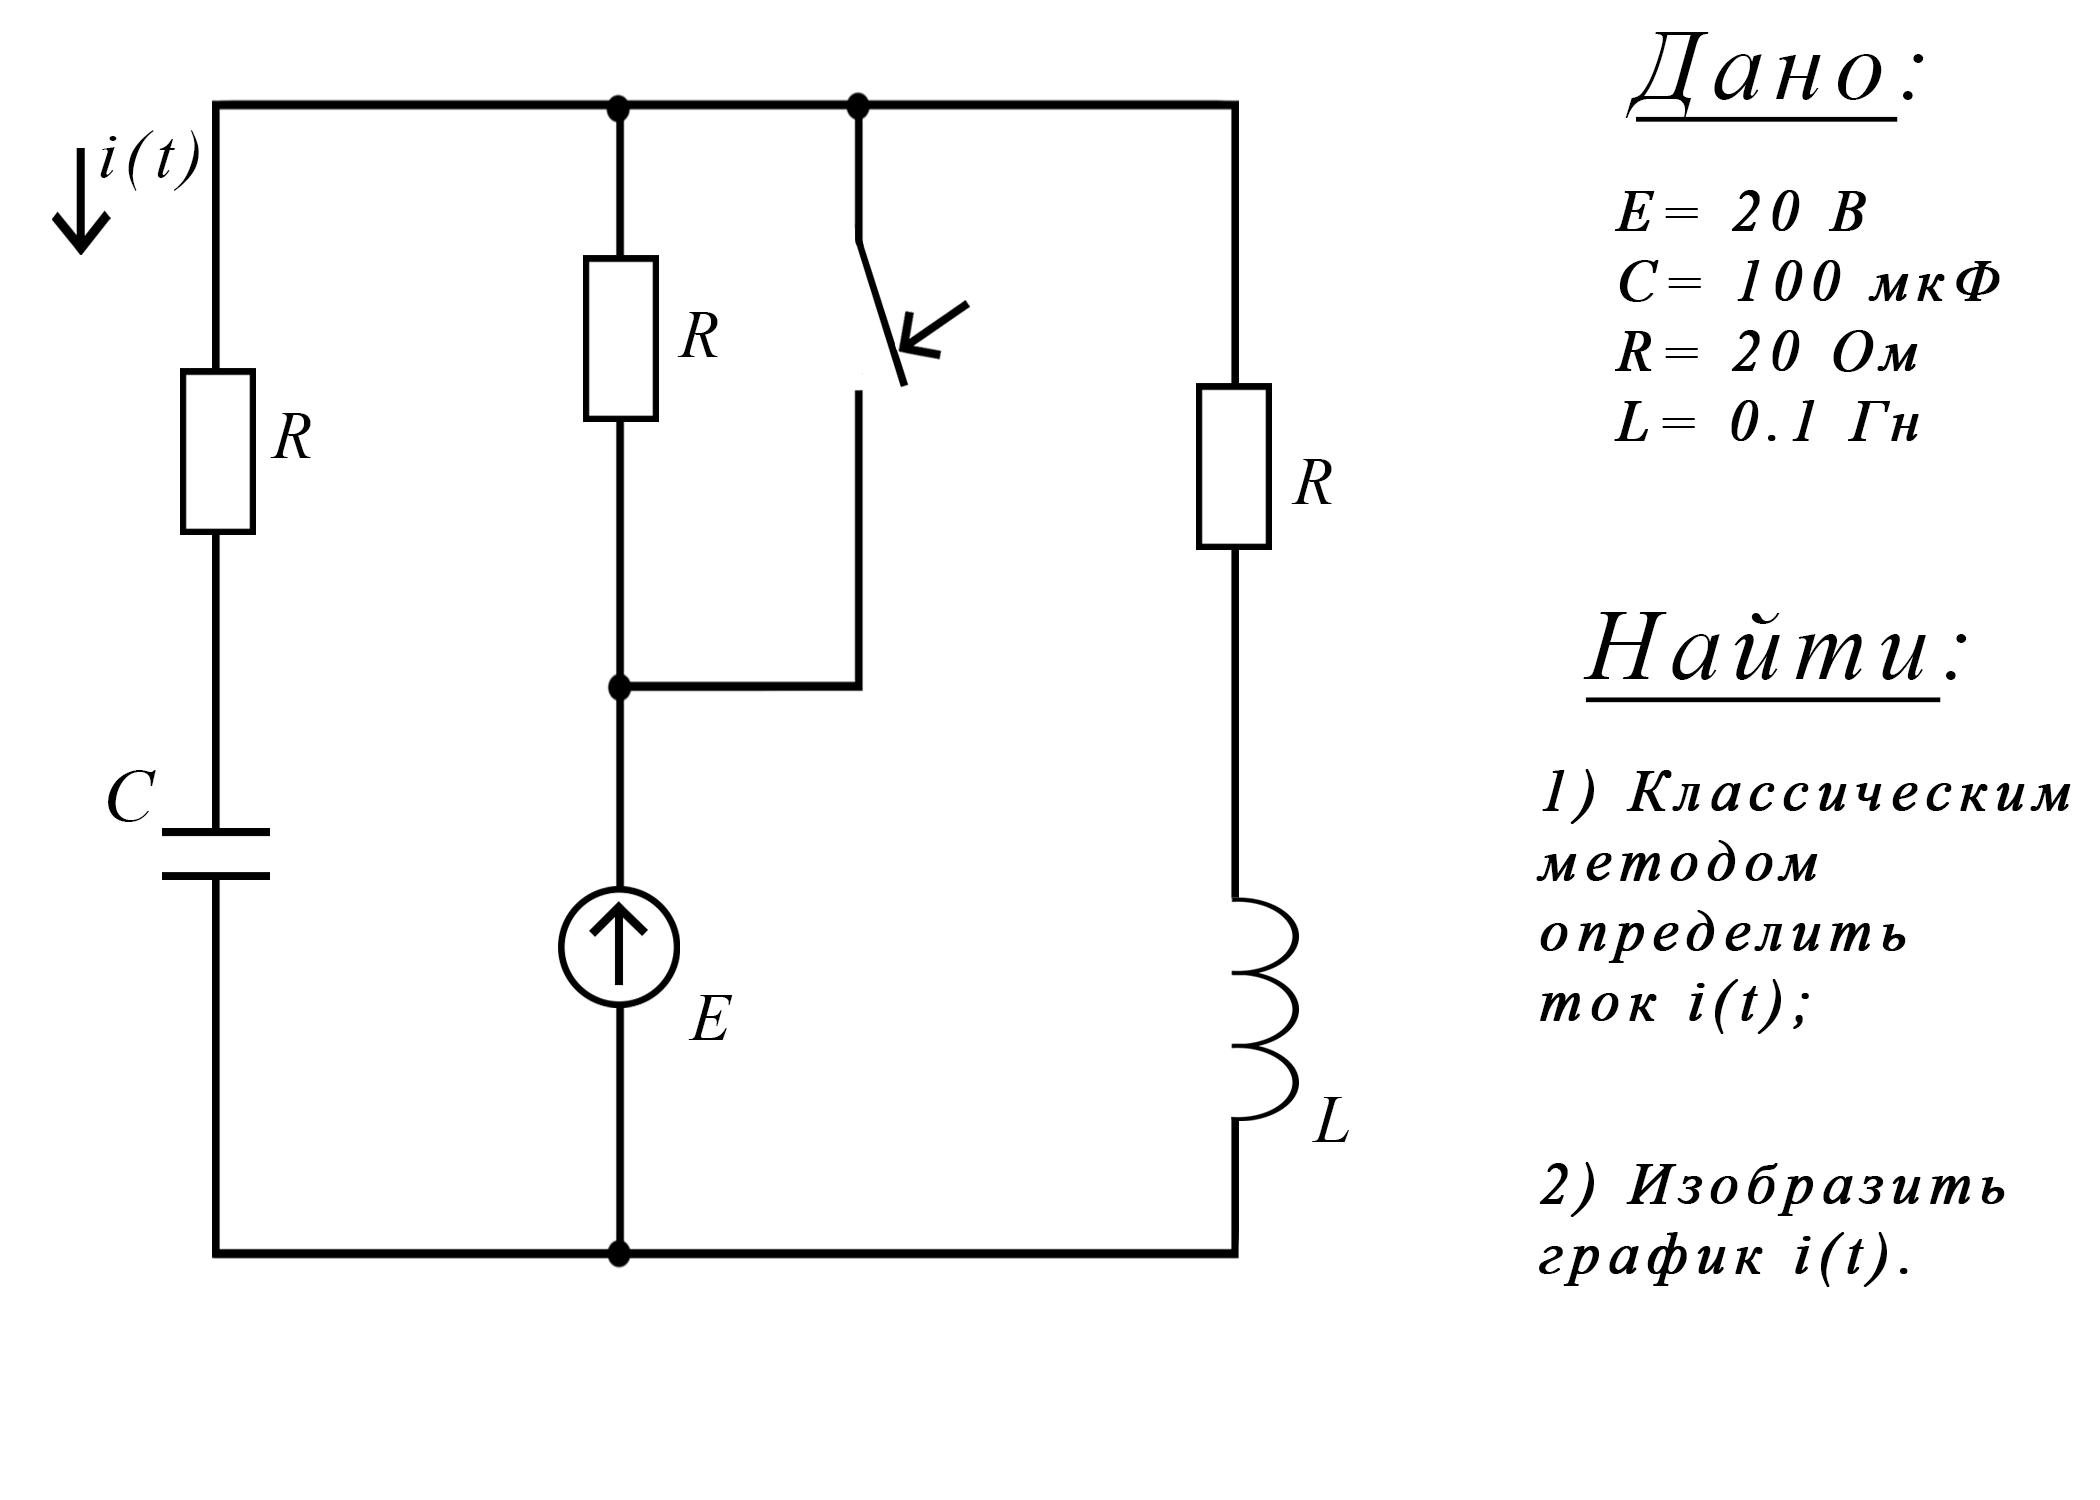 Дано:
i(t)
E= 20 В
C= 100 мкФ
R
R= 20 Ом
R
L= 0.1 Гн
R
Найти:
C
1) Классическим
методом
определить
ток i(t);
E
L
2) Изобразить
график i(t).